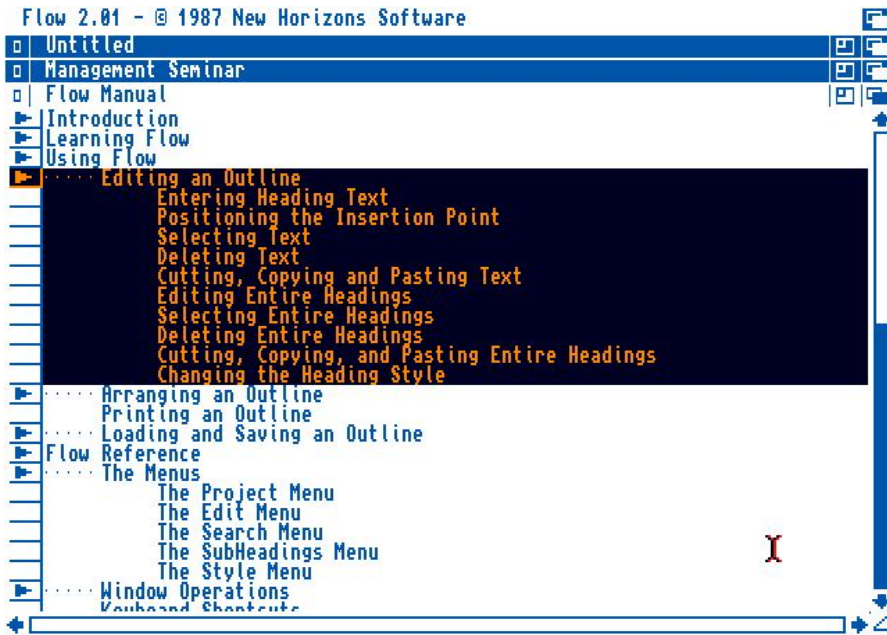 Flow 2.01 - © 1987 New Horizons Software
Untitled
Management Seminar
Flow Manual
Introduction
Learning Flow
Using Flow
Editing an Outline
Entering Heading Text
Positioning the Insertion Point
Selecting Text
Deleting Text
Cutting, Copying and Pasting Text
Editing Entire Headings
Selecting Entire Headings
Deleting Entire Headings
Cutting, Copying, and Pasting Entire Headings
Changing the Heading Style
Arranging an Outline
Printing an Outline
Loading and Saving an Outline
Flow Reference
The Menus
The Project Menu
The Edit Menu
The Search Menu
The SubHeadings Menu
The Style Menu
Window Operations
Keyboard Shortcuts